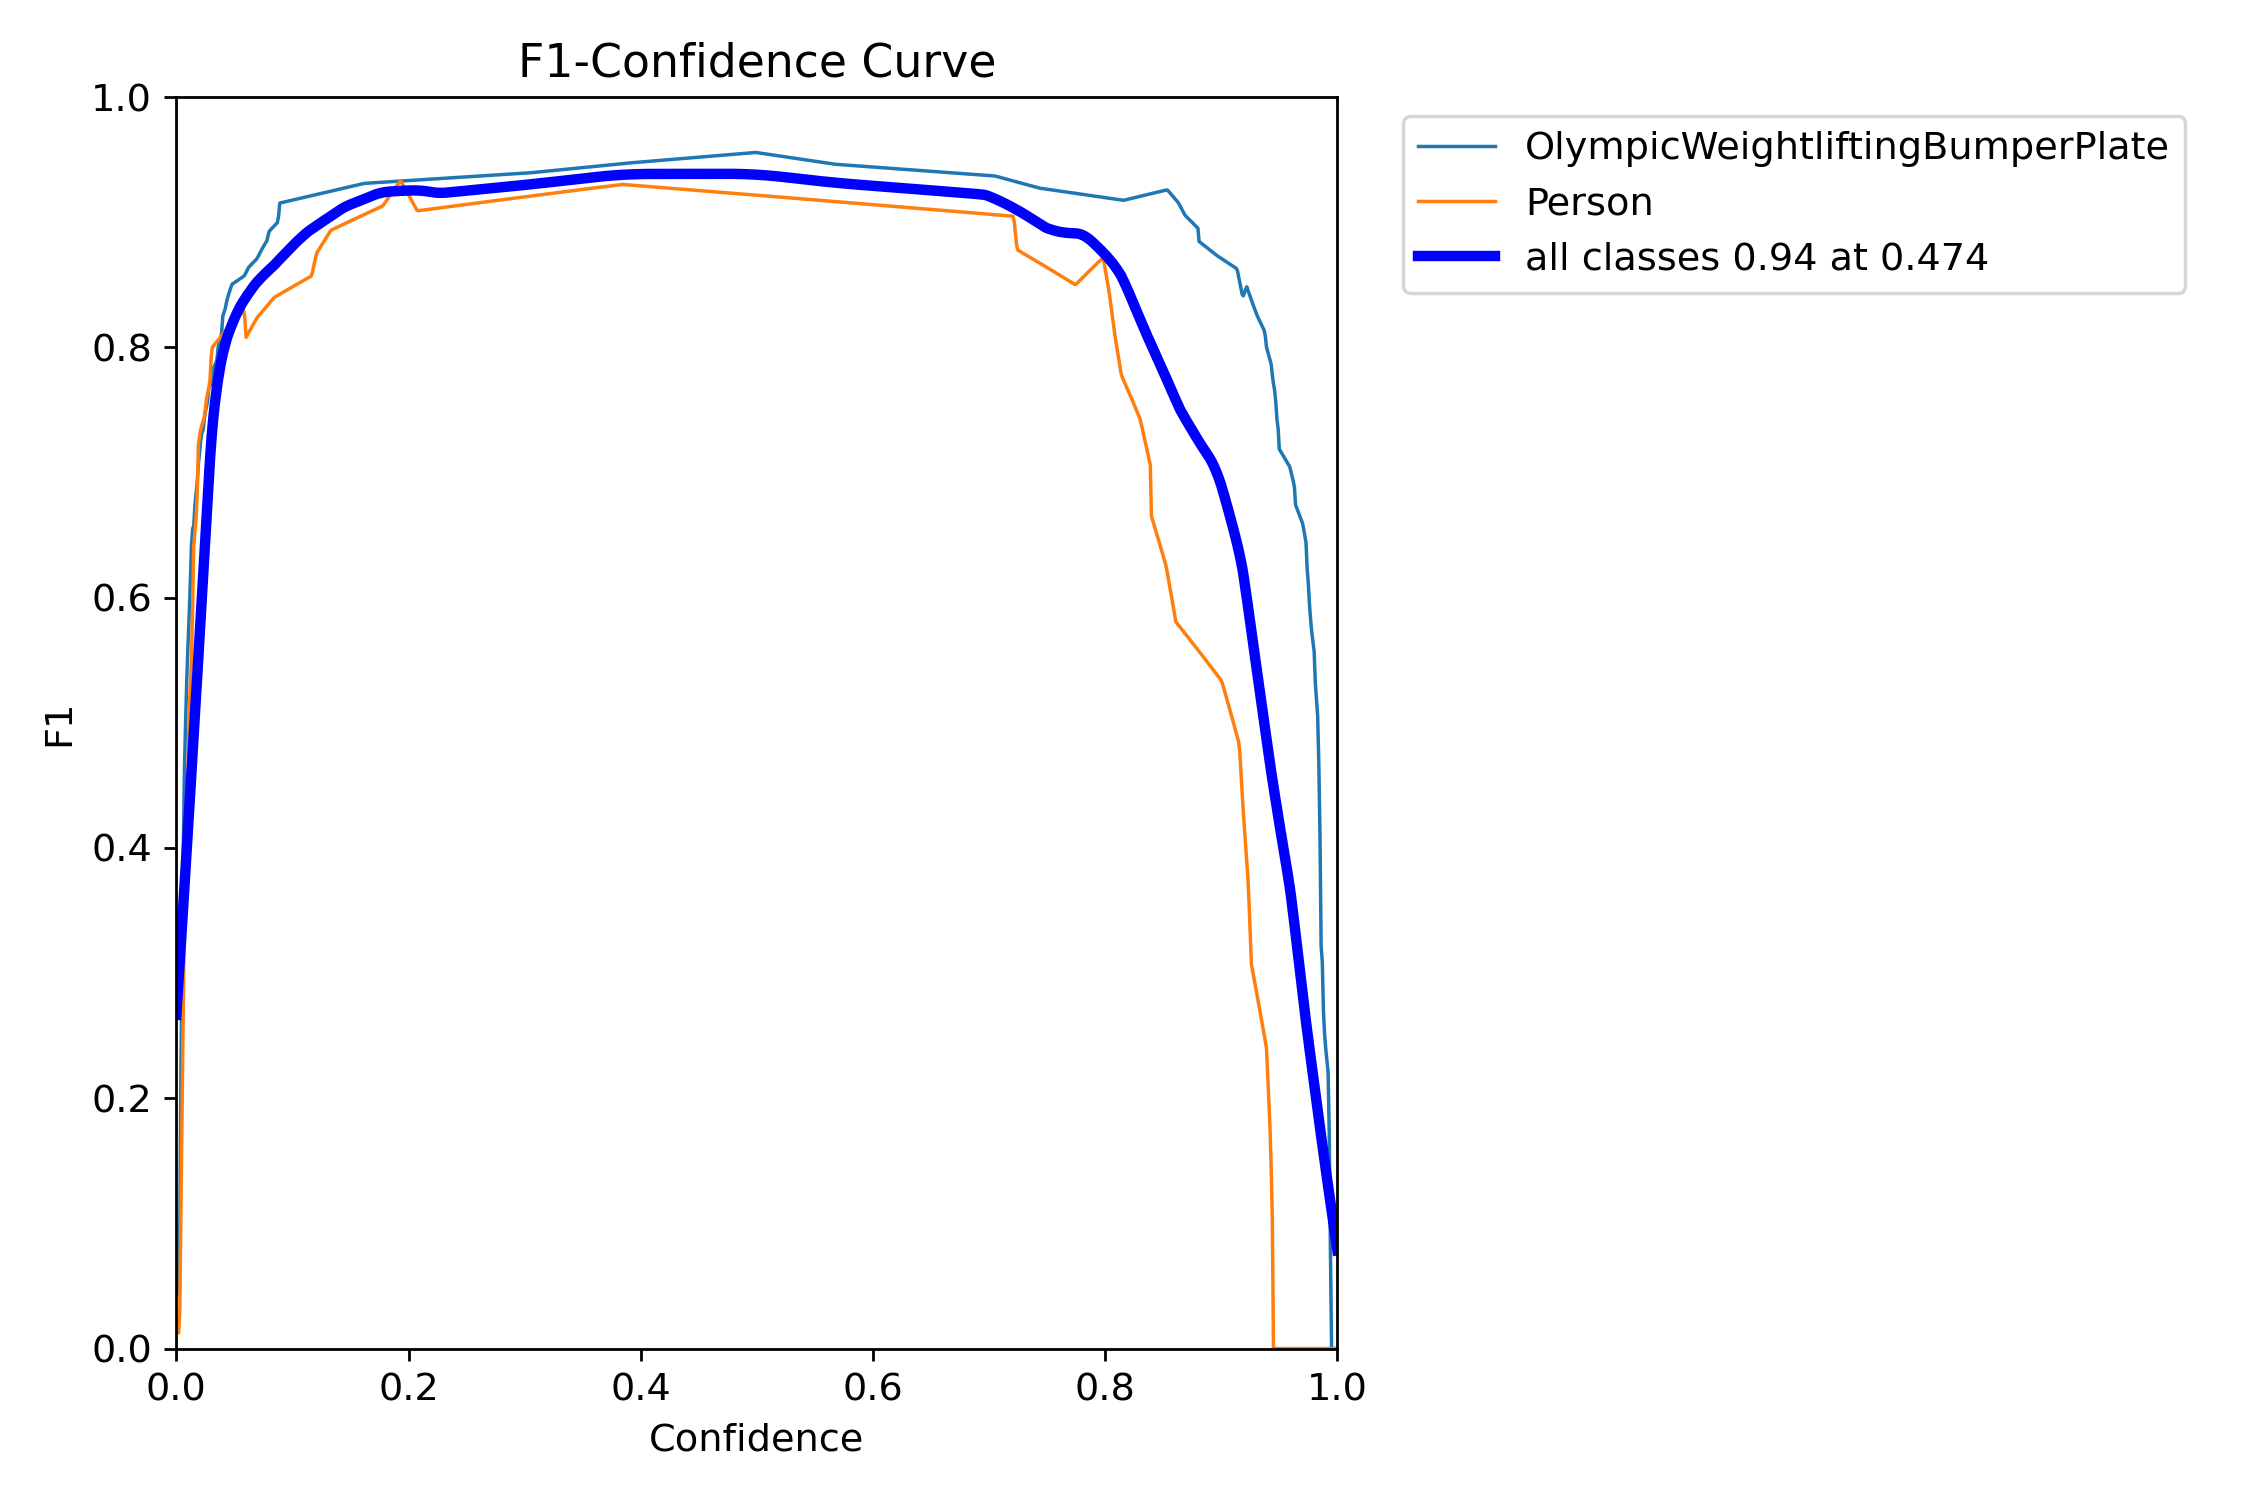 F1-Confidence Curve
1.0
0.8
0.6
0.4
0.2
0.0
F1
0.0 0.2 0.4 0.6 0.8 1.0
Confidence
OlympicWeightliftingBumperPlate
Person
all classes 0.94 at 0.474